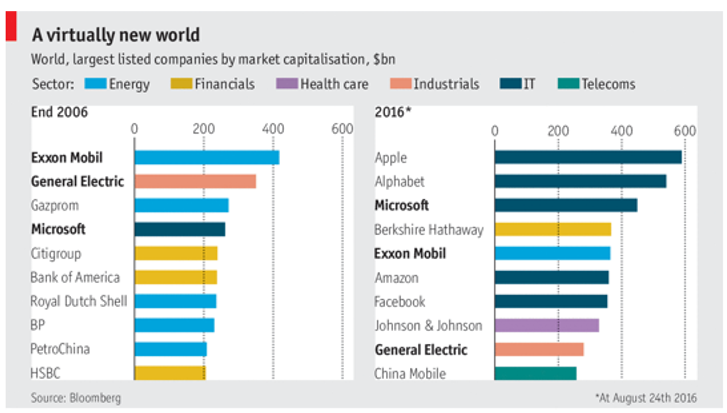 A virtually new world
World, largest listed companies by market capitalisation, $bn
Sector: Energy Financials Health care Industrials IT Telecoms
End 2006
0 200 400 600
Exxon Mobil
General Electric
Gazprom
Microsoft
Citigroup
Bank of America
Royal Dutch Shell
BP
PetroChina
HSBC
2016*
0 200 400 600
Apple
Alphabet
Microsoft
Berkshire Hathaway
Exxon Mobil
Amazon
Facebook
Johnson & Johnson
General Electric
China Mobile
Source: Bloomberg
*At August 24th 2016